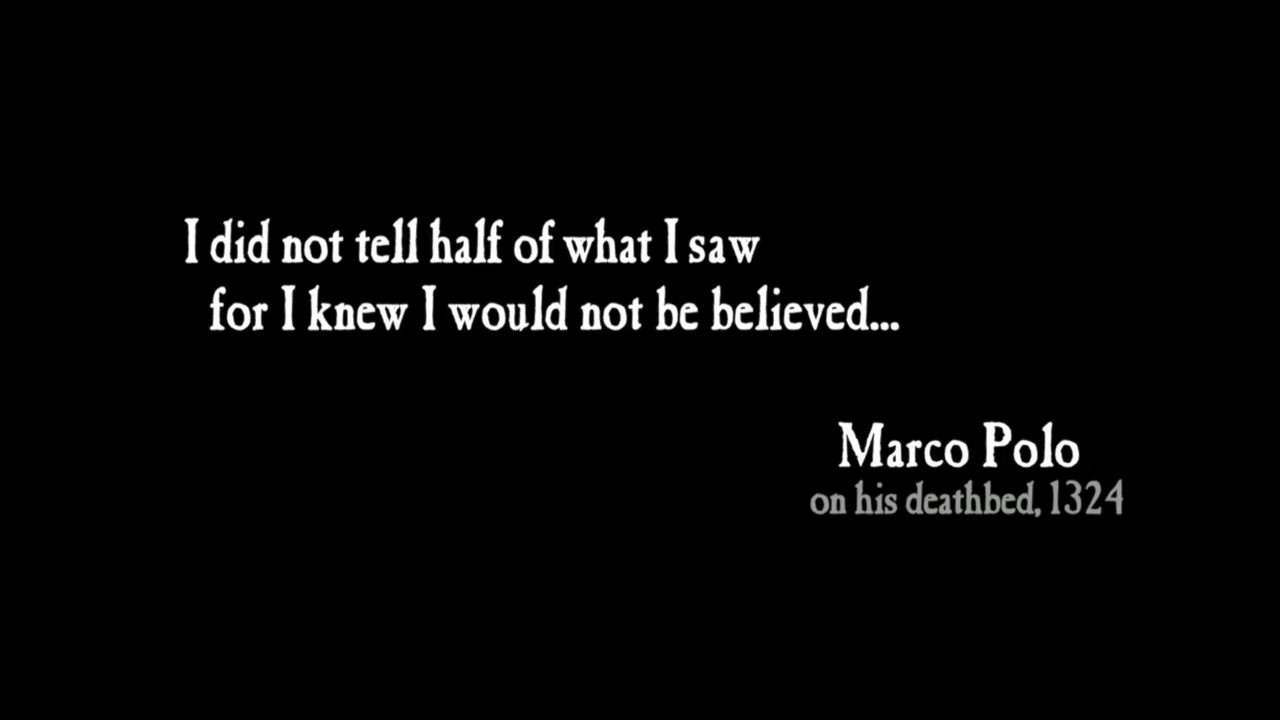 I did not tell half of what I saw
for I knew I would not be believed...
Marco Polo
on his deathbed, 1324